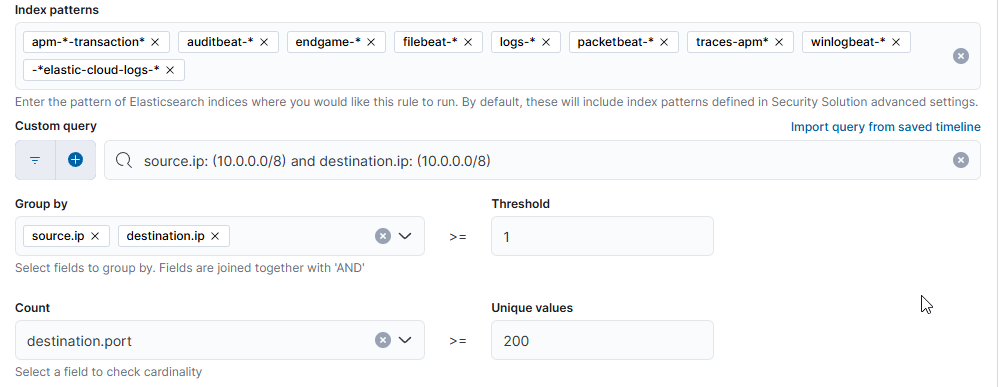 Index patterns
apm-*-transaction* × auditbeat-* × endgame-* × filebeat-* × logs-* × packetbeat-* × traces-apm* × winlogbeat-* ×
-*elastic-cloud-logs-* ×
Enter the pattern of Elasticsearch indices where you would like this rule to run. By default, these will include index patterns defined in Security Solution advanced settings.
Custom query Import query from saved timeline
source.ip: (10.0.0.0/8) and destination.ip: (10.0.0.0/8)
Group by Threshold
source.ip × destination.ip × >= 1
Select fields to group by. Fields are joined together with 'AND'
Count Unique values
destination.port >= 200
Select a field to check cardinality